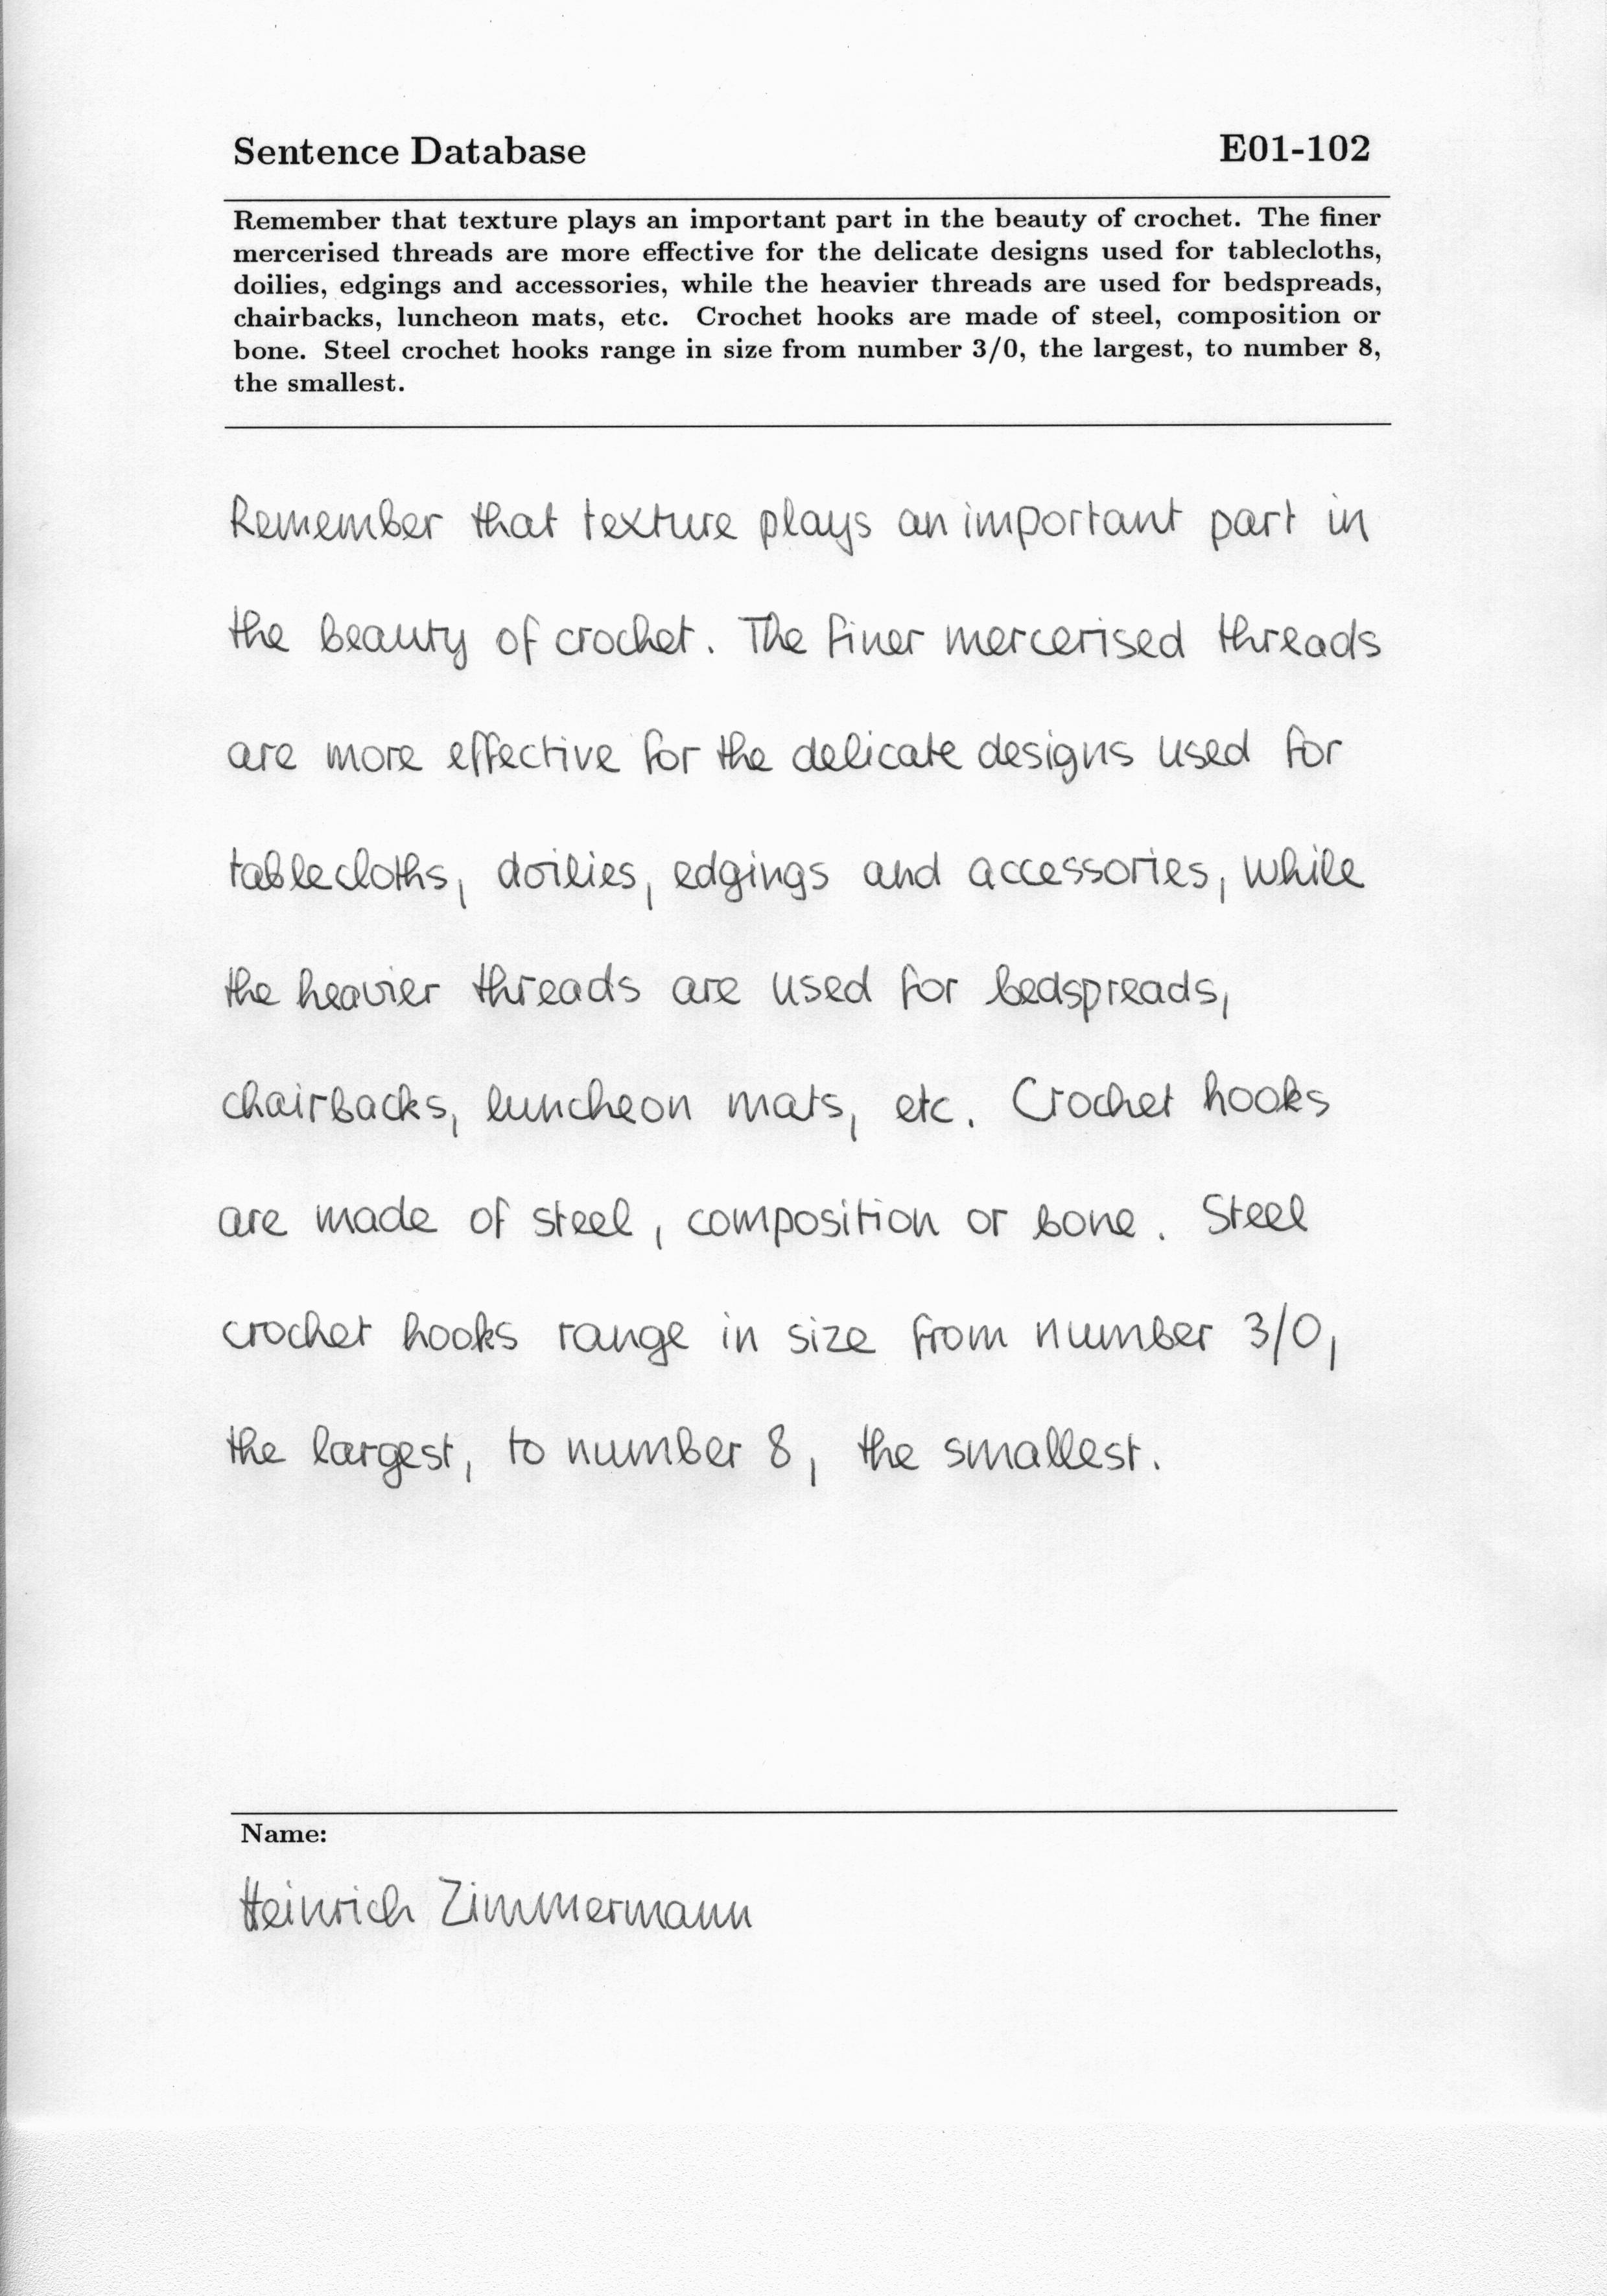 Sentence Database E01-102
Remember that texture plays an important part in the beauty of crochet. The finer
mercerised threads are more effective for the delicate designs used for tablecloths,
doilies, edgings and accessories, while the heavier threads are used for bedspreads,
chairbacks, luncheon mats, etc. Crochet hooks are made of steel, composition or
bone. Steel crochet hooks range in size from number 3/0, the largest, to number 8,
the smallest.
Remember that texture plays an important part in
the beauty of crochet. The finer mercerised threads
are more effective for the delicate designs used for
tablecloths, doilies, edgings and accessories, while
the heavier threads are used for bedspreads,
chairbacks, luncheon mats, etc. Crochet hooks
are made of steel, composition or bone. Steel
crochet hooks range in size from number 3/0,
the largest, to number 8, the smallest.
Name:
Heinrich Zimmermann